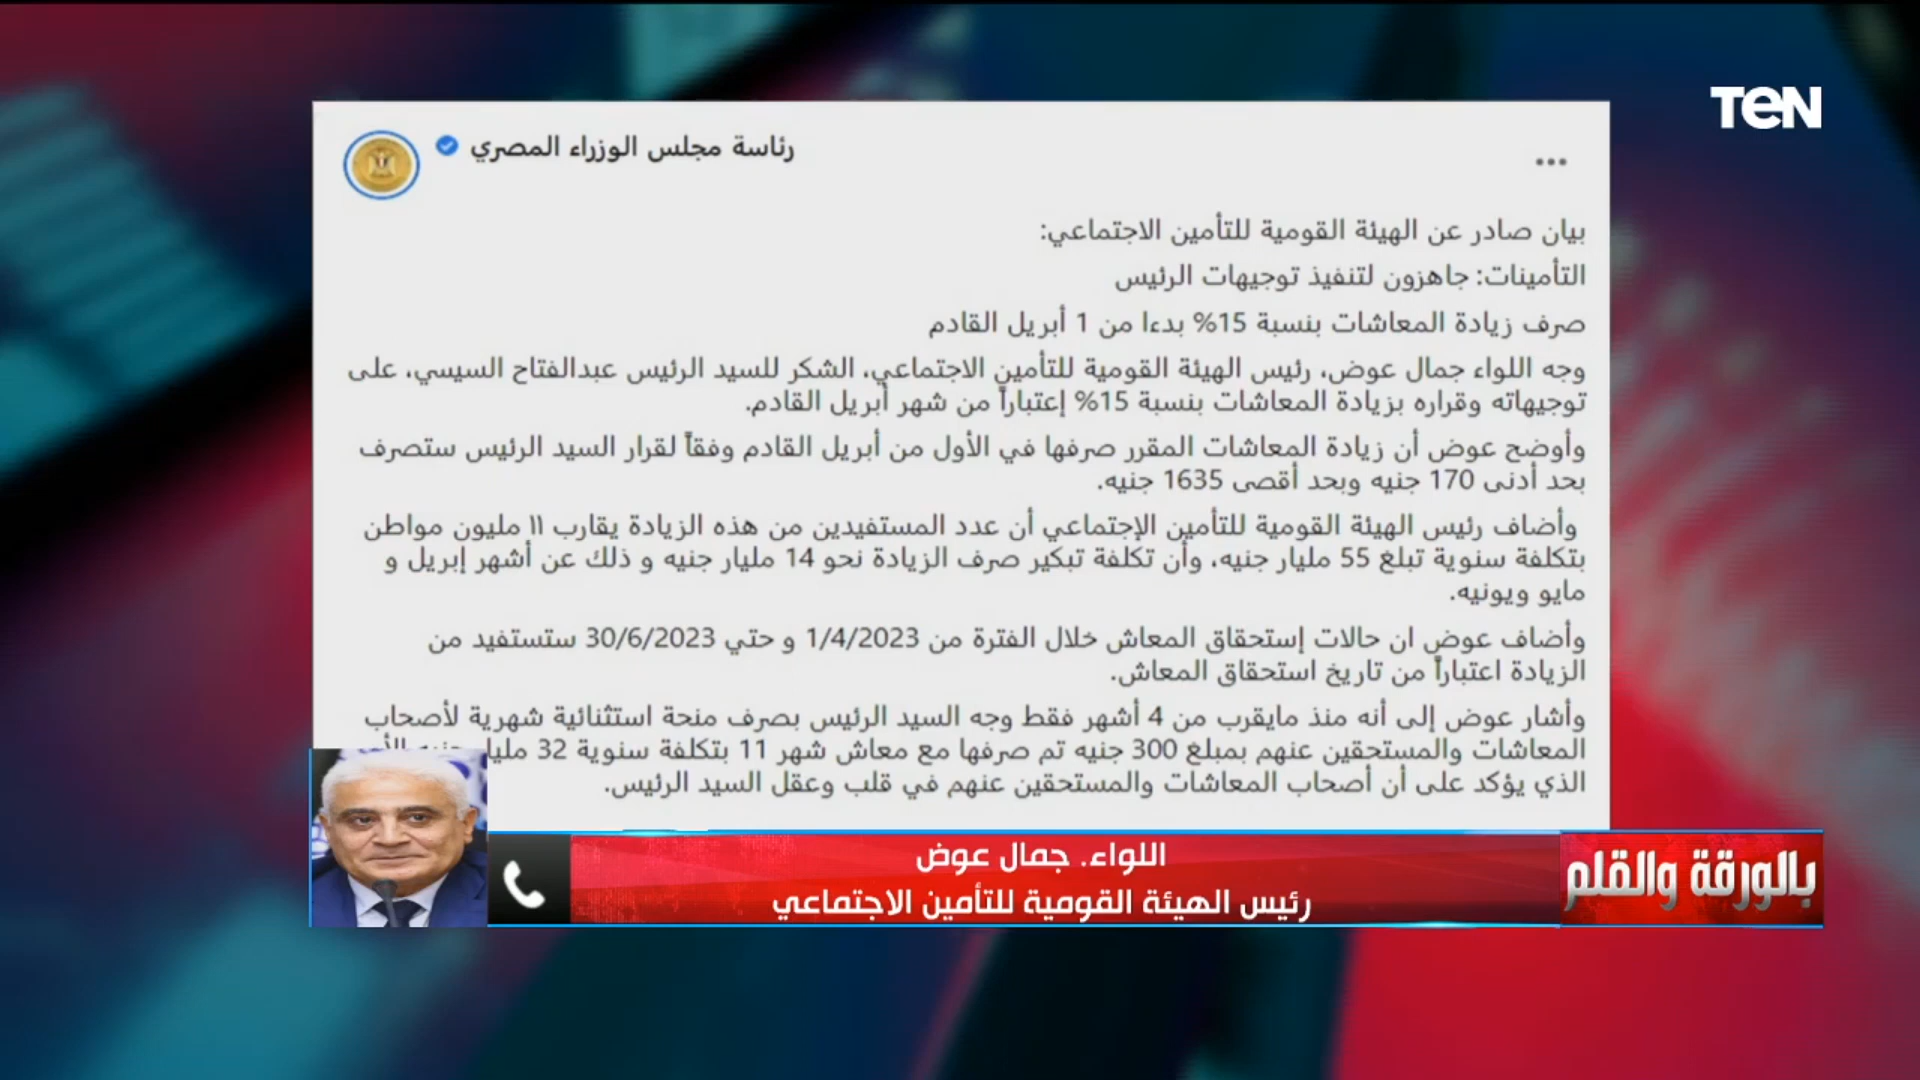 TeN
رئاسة مجلس الوزراء المصري
بيان صادر عن الهيئة القومية للتأمين الاجتماعي:
التأمينات: جاهزون لتنفيذ توجيهات الرئيس
صرف زيادة المعاشات بنسبة 15% بدءا من 1 أبريل القادم
وجه اللواء جمال عوض، رئيس الهيئة القومية للتأمين الاجتماعي، الشكر للسيد الرئيس عبدالفتاح السيسي، على
توجيهاته وقراره بزيادة المعاشات بنسبة 15% إعتباراً من شهر أبريل القادم.
وأوضح عوض أن زيادة المعاشات المقرر صرفها في الأول من أبريل القادم وفقاً لقرار السيد الرئيس ستصرف
بحد أدنى 170 جنيه وبحد أقصى 1635 جنيه.
وأضاف رئيس الهيئة القومية للتأمين الإجتماعي أن عدد المستفيدين من هذه الزيادة يقارب ١١ مليون مواطن
بتكلفة سنوية تبلغ 55 مليار جنيه، وأن تكلفة تبكير صرف الزيادة نحو 14 مليار جنيه و ذلك عن أشهر إبريل و
مايو ويونيه.
وأضاف عوض ان حالات إستحقاق المعاش خلال الفترة من 1/4/2023 و حتي 30/6/2023 ستستفيد من
الزيادة اعتباراً من تاريخ استحقاق المعاش.
وأشار عوض إلى أنه منذ مايقرب من 4 أشهر فقط وجه السيد الرئيس بصرف منحة استثنائية شهرية لأصحاب
المعاشات والمستحقين عنهم بمبلغ 300 جنيه تم صرفها مع معاش شهر 11 بتكلفة سنوية 32
الذي يؤكد على أن أصحاب المعاشات والمستحقين عنهم في قلب وعقل السيد الرئيس.
اللواء. جمال عوض
رئيس الهيئة القومية للتأمين الاجتماعي
بالورقة والقلم